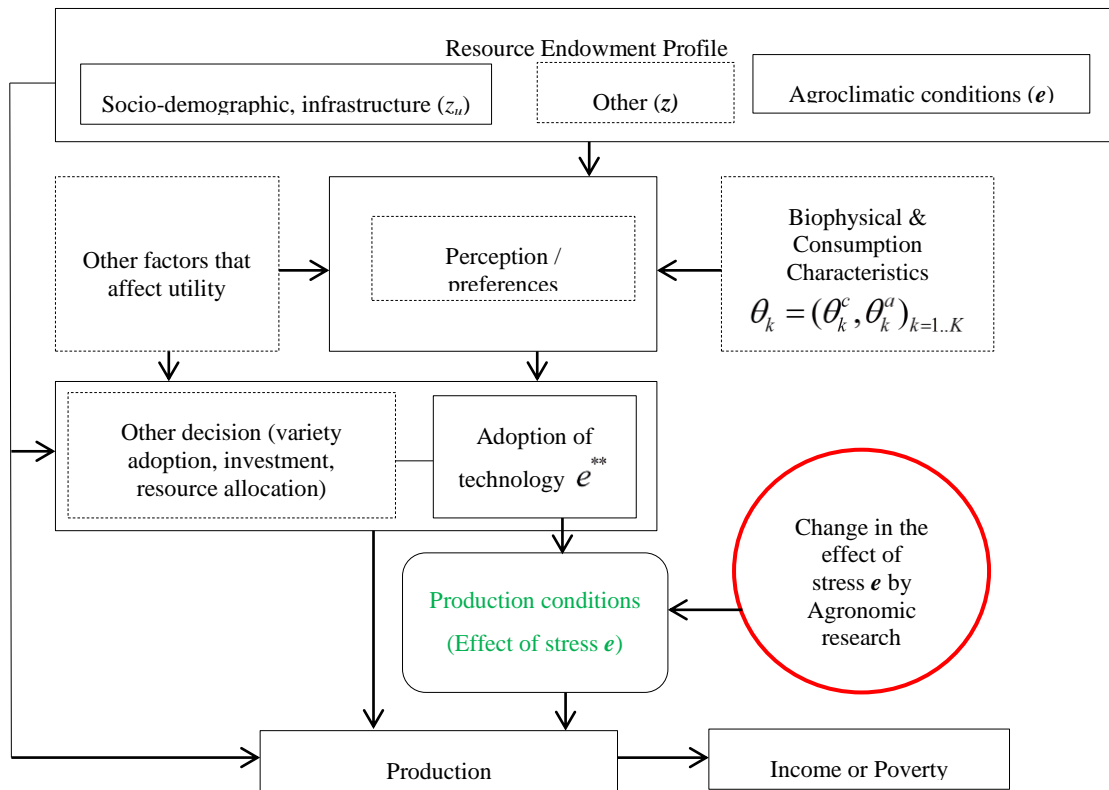 Resource Endowment Profile
Socio-demographic, infrastructure (z_u)
Other (z)
Agroclimatic conditions (e)
Other factors that
affect utility
Perception /
preferences
Biophysical &
Consumption
Characteristics
θ_k = (θ_k^c, θ_k^a)_{k=1..K}
Other decision (variety
adoption, investment,
resource allocation)
Adoption of
technology e**
Change in the
effect of
stress e by
Agronomic
research
Production conditions
(Effect of stress e)
Production
Income or Poverty